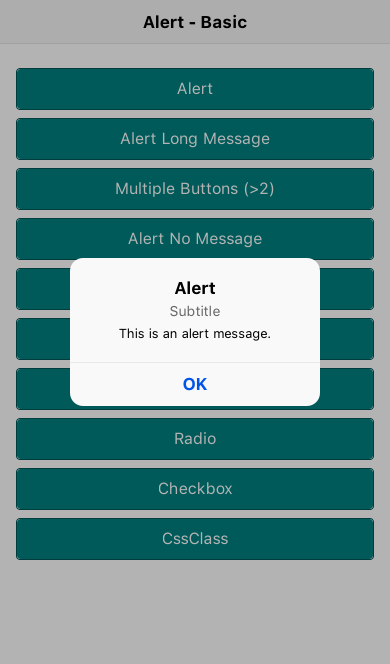 Alert - Basic
Alert
Alert Long Message
Multiple Buttons (>2)
Alert No Message
Alert
Subtitle
This is an alert message.
OK
Radio
Checkbox
CssClass